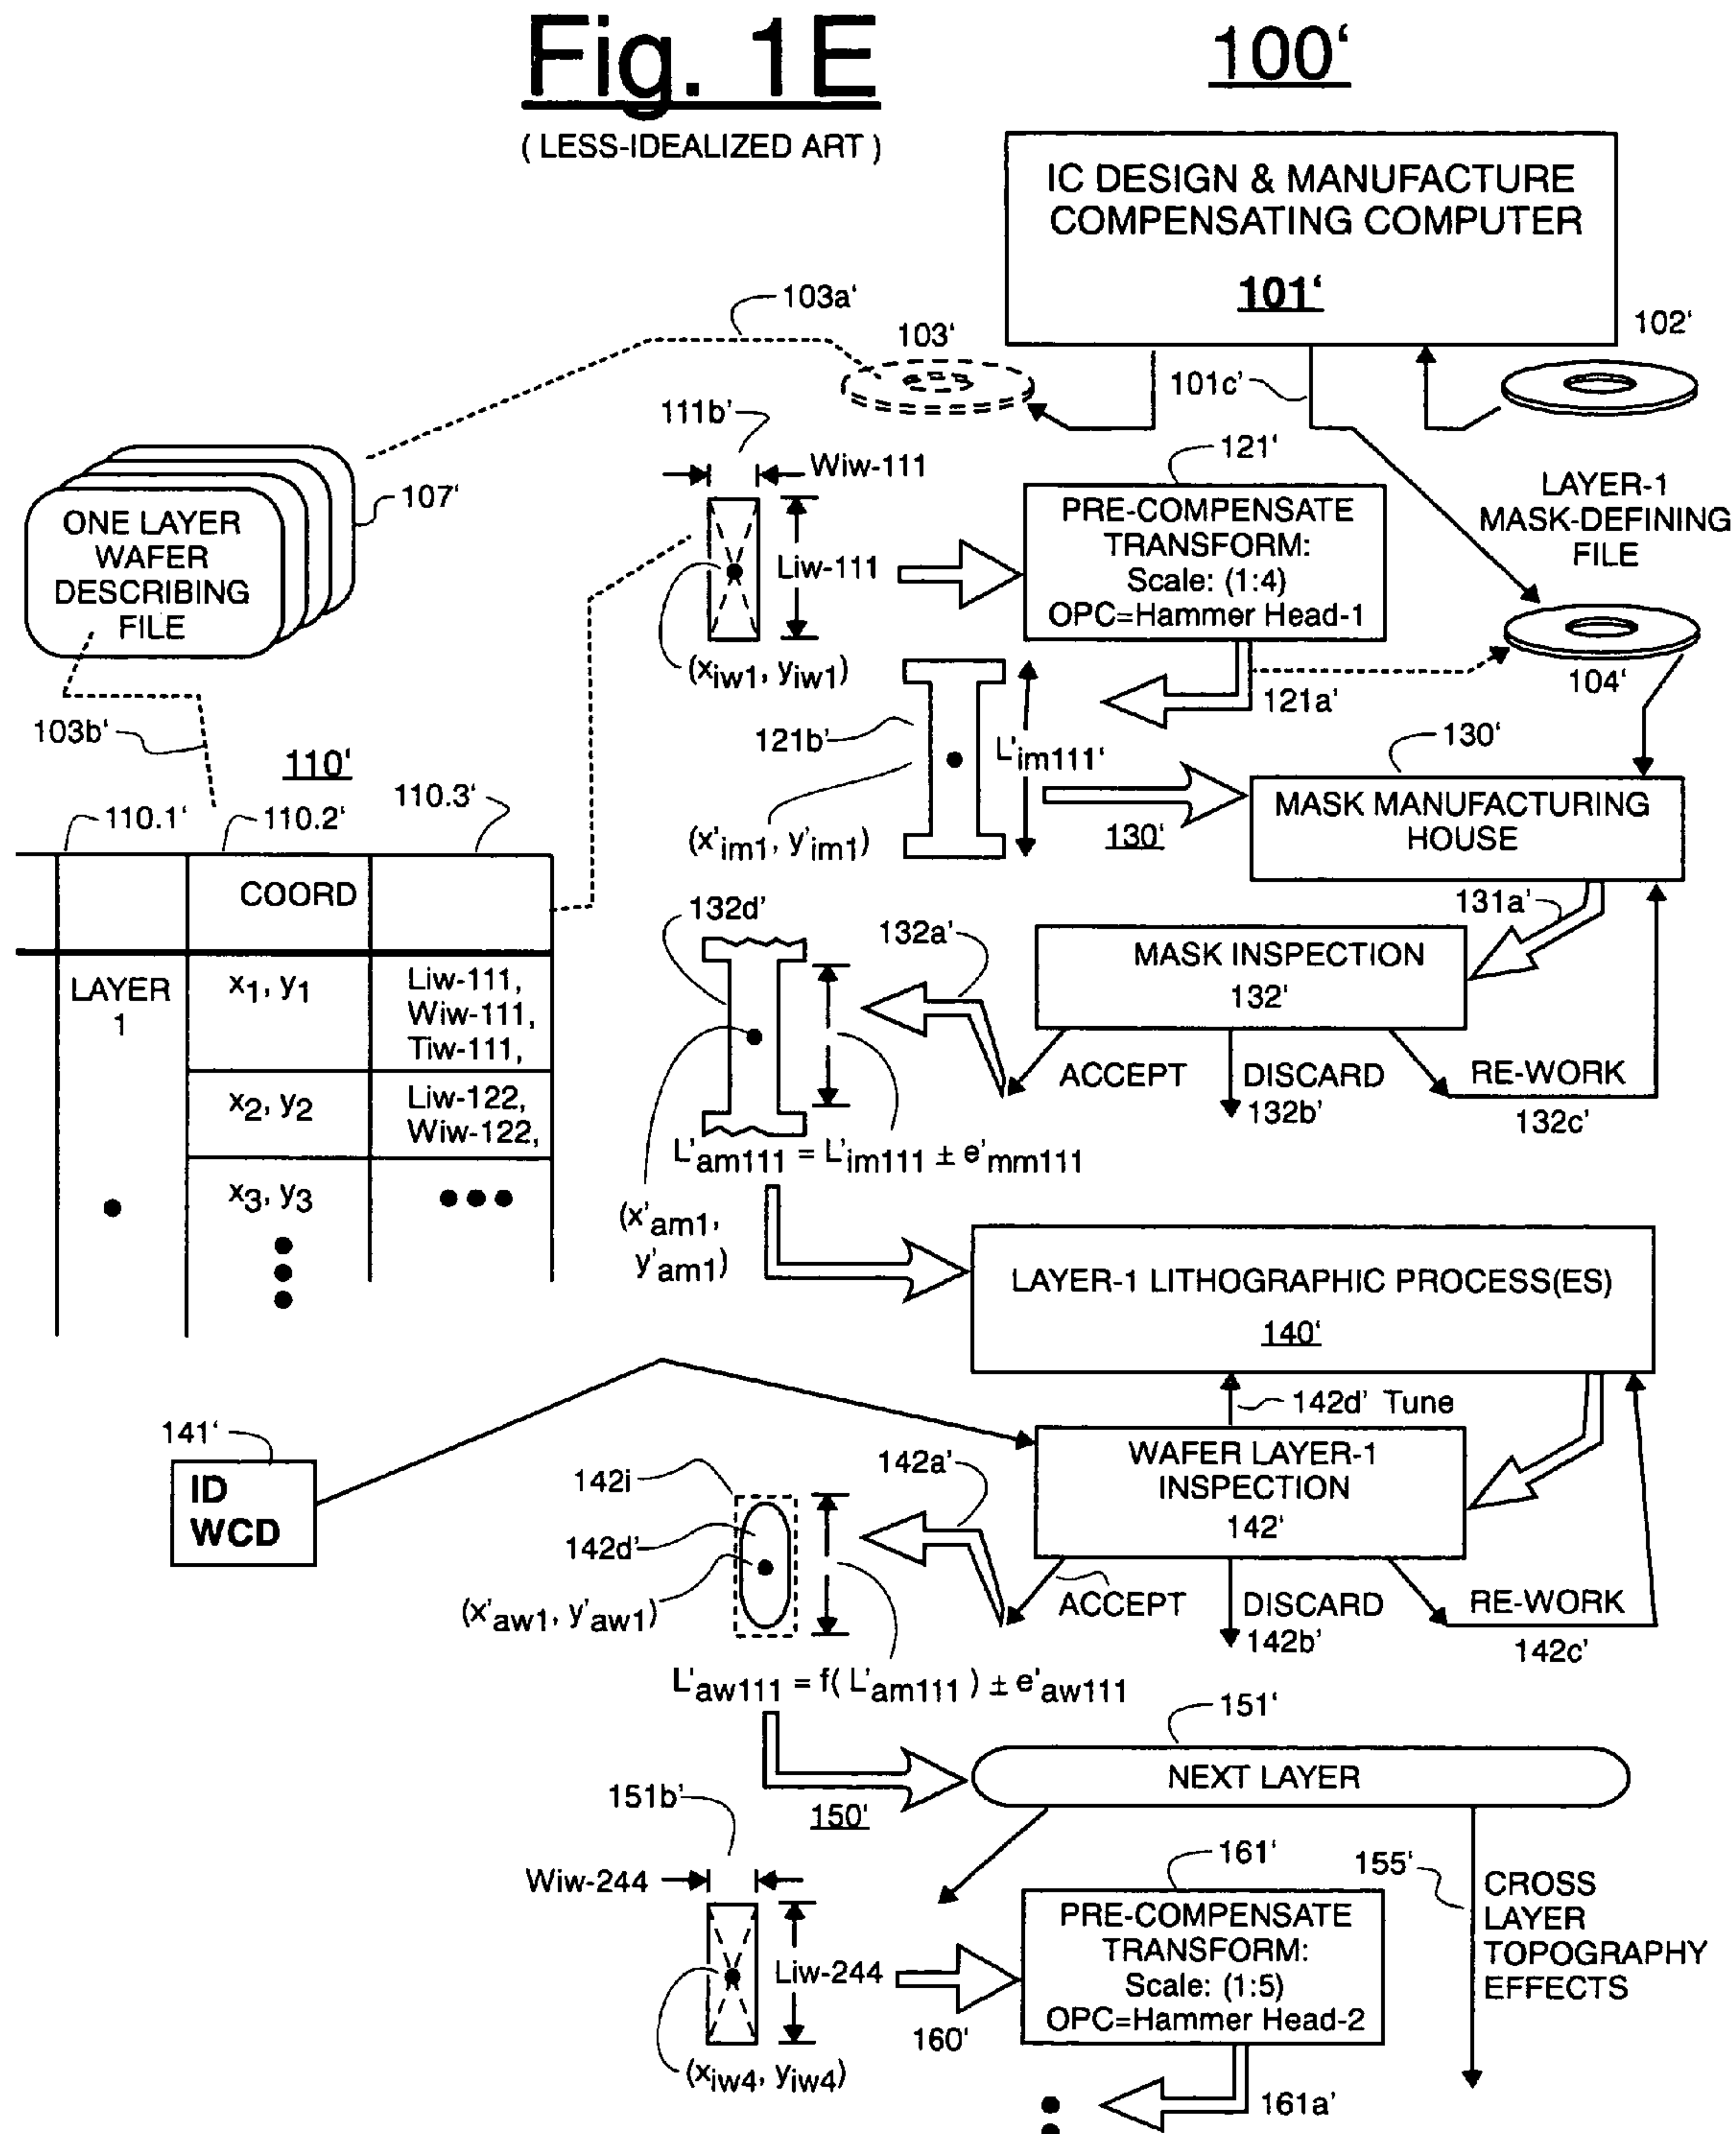 Fig. 1E
( LESS-IDEALIZED ART )
100'
IC DESIGN & MANUFACTURE
COMPENSATING COMPUTER
101'
102'
103a'
103'
101c'
111b'
Wiw-111
121'
107'
ONE LAYER
WAFER
DESCRIBING
FILE
Liw-111
PRE-COMPENSATE
TRANSFORM:
Scale: (1:4)
OPC=Hammer Head-1
LAYER-1
MASK-DEFINING
FILE
(xiw1, yiw1)
104'
121a'
103b'
121b'
L'im111'
130'
110'
110.1'
110.2'
110.3'
(x'im1, y'im1)
130'
MASK MANUFACTURING
HOUSE
COORD
132d'
132a'
131a'
MASK INSPECTION
132'
LAYER
1
x1, y1
Liw-111,
Wiw-111,
Tiw-111,
x2, y2
Liw-122,
Wiw-122,
x3, y3
ACCEPT
DISCARD
132b'
RE-WORK
132c'
L'am111 = L'im111 ± e'mm111
(x'am1,
y'am1)
LAYER-1 LITHOGRAPHIC PROCESS(ES)
140'
142d' Tune
141'
ID
WCD
142i
142d'
142a'
WAFER LAYER-1
INSPECTION
142'
(x'aw1, y'aw1)
ACCEPT
DISCARD
142b'
RE-WORK
142c'
L'aw111 = f( L'am111 ) ± e'aw111
151'
NEXT LAYER
150'
151b'
Wiw-244
161'
155'
CROSS
LAYER
TOPOGRAPHY
EFFECTS
Liw-244
PRE-COMPENSATE
TRANSFORM:
Scale: (1:5)
OPC=Hammer Head-2
160'
(xiw4, yiw4)
161a'